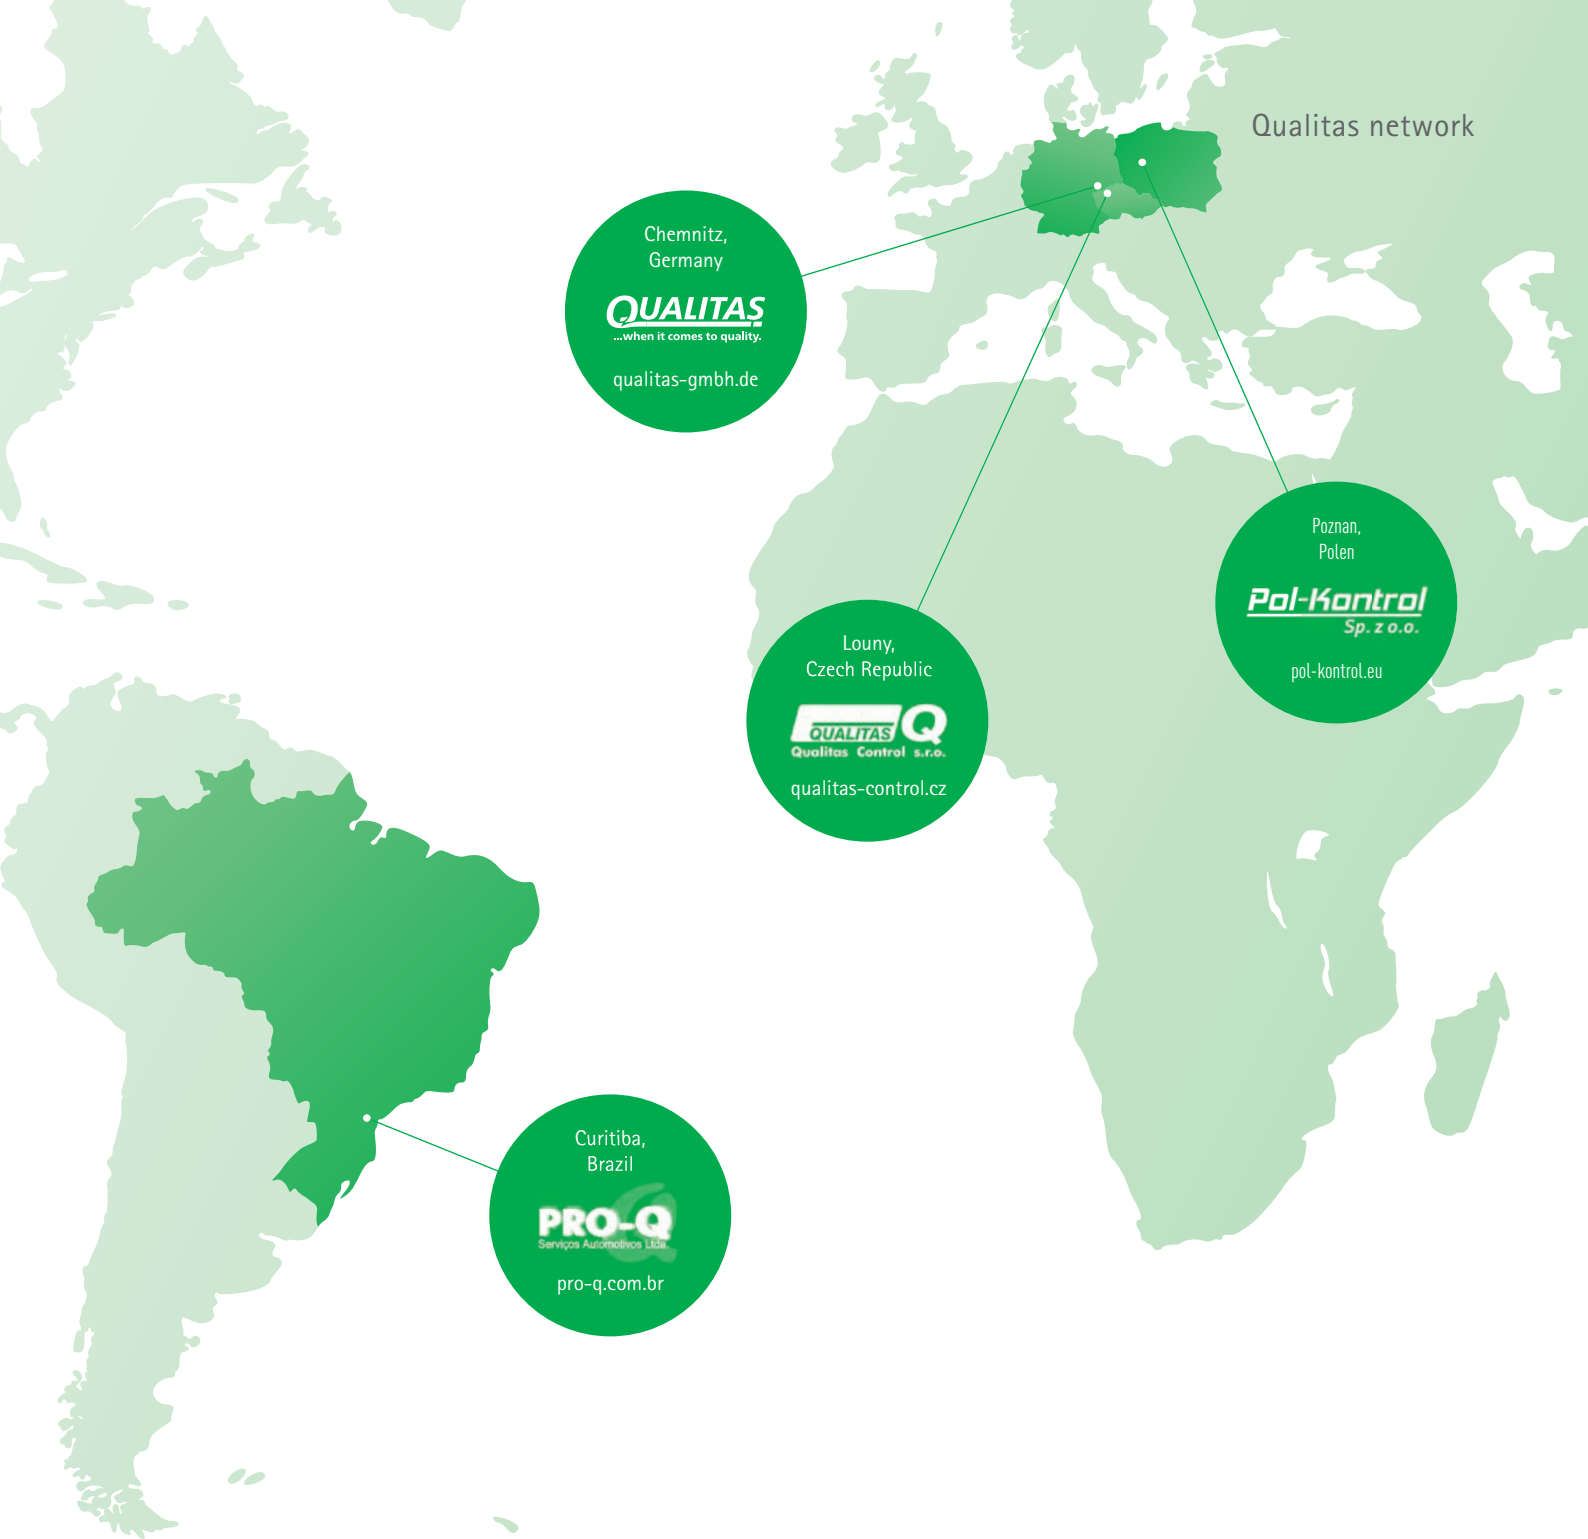 Qualitas network
Chemnitz,
Germany
QUALITAS
...when it comes to quality.
qualitas-gmbh.de
Poznan,
Polen
Pol-Kontrol
Sp. z o.o.
pol-kontrol.eu
Louny,
Czech Republic
QUALITAS Q
Qualitas Control s.r.o.
qualitas-control.cz
Curitiba,
Brazil
PRO-Q
Serviços Automotivos Ltda.
pro-q.com.br